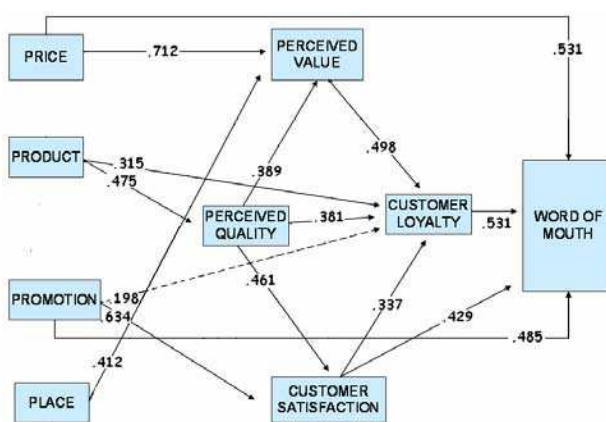 PRICE
.712
PERCEIVED
VALUE
.531
PRODUCT
.315
.475
.389
.498
PERCEIVED
QUALITY
.381
CUSTOMER
LOYALTY
.531
WORD OF
MOUTH
PROMOTION
.198
.634
.461
.337
.429
.485
.412
PLACE
CUSTOMER
SATISFACTION